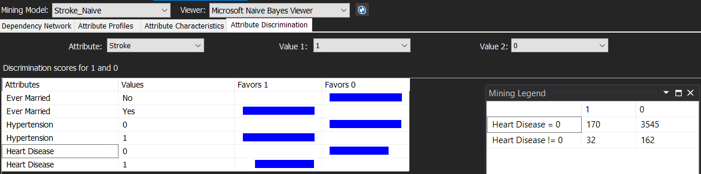 Mining Model: Stroke_Naive Viewer: Microsoft Naive Bayes Viewer
Dependency Network Attribute Profiles Attribute Characteristics Attribute Discrimination
Attribute: Stroke Value 1: 1 Value 2: 0
Discrimination scores for 1 and 0
Attributes Values Favors 1 Favors 0
Ever Married No
Ever Married Yes
Hypertension 0
Hypertension 1
Heart Disease 0
Heart Disease 1
Mining Legend
1 0
Heart Disease = 0 170 3545
Heart Disease != 0 32 162